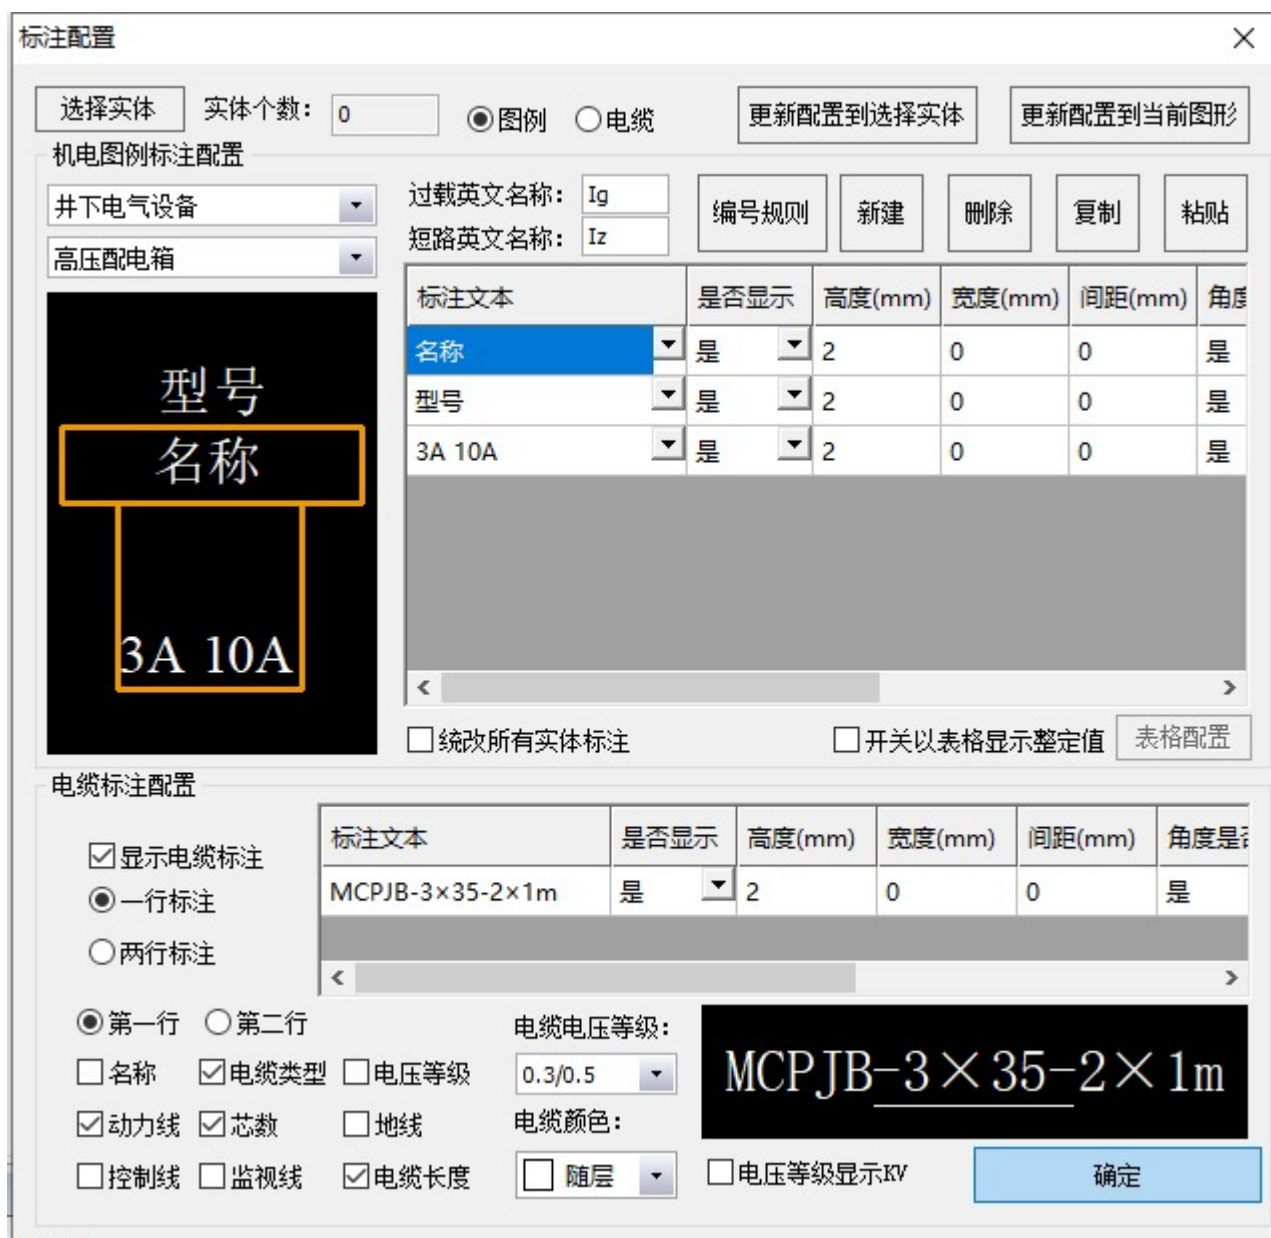 标注配置
选择实体 实体个数： 0 图例 电缆 更新配置到选择实体 更新配置到当前图形
机电图例标注配置
井下电气设备 过载英文名称： Ig 编号规则 新建 删除 复制 粘贴
高压配电箱 短路英文名称： Iz
标注文本 是否显示 高度(mm) 宽度(mm) 间距(mm) 角度
名称 是 2 0 0 是
型号 是 2 0 0 是
3A 10A 是 2 0 0 是
型号
名称
3A 10A
统改所有实体标注 开关以表格显示整定值 表格配置
电缆标注配置
显示电缆标注
一行标注
两行标注
标注文本 是否显示 高度(mm) 宽度(mm) 间距(mm) 角度是
MCPJB-3×35-2×1m 是 2 0 0 是
第一行 第二行 电缆电压等级：
名称 电缆类型 电压等级 0.3/0.5
动力线 芯数 地线 电缆颜色：
控制线 监视线 电缆长度 随层
MCPJB-3×35-2×1m
电压等级显示KV 确定